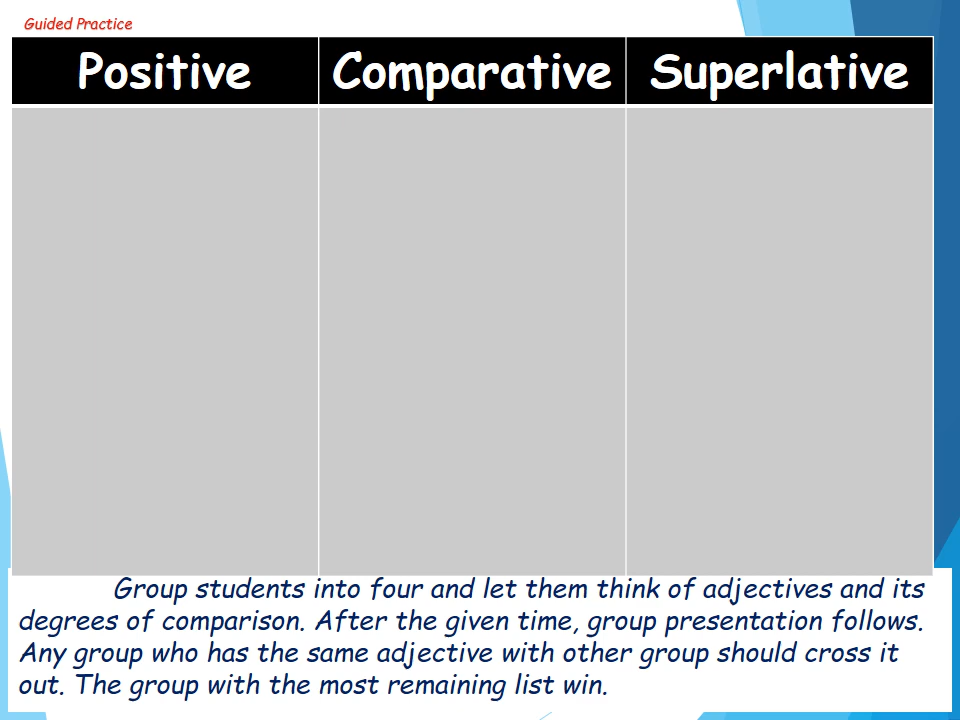 Guided Practice
Positive Comparative Superlative
Group students into four and let them think of adjectives and its
degrees of comparison. After the given time, group presentation follows.
Any group who has the same adjective with other group should cross it
out. The group with the most remaining list win.